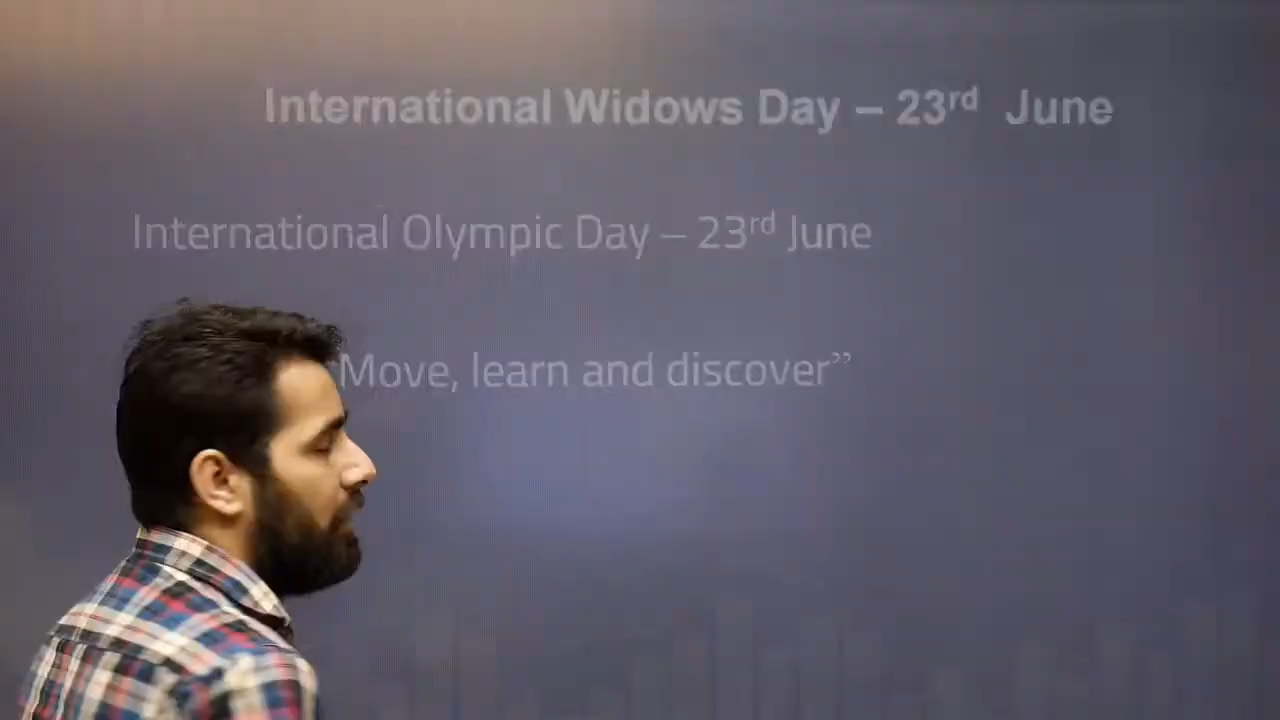 International Widows Day – 23rd June
International Olympic Day – 23rd June
Move, learn and discover”